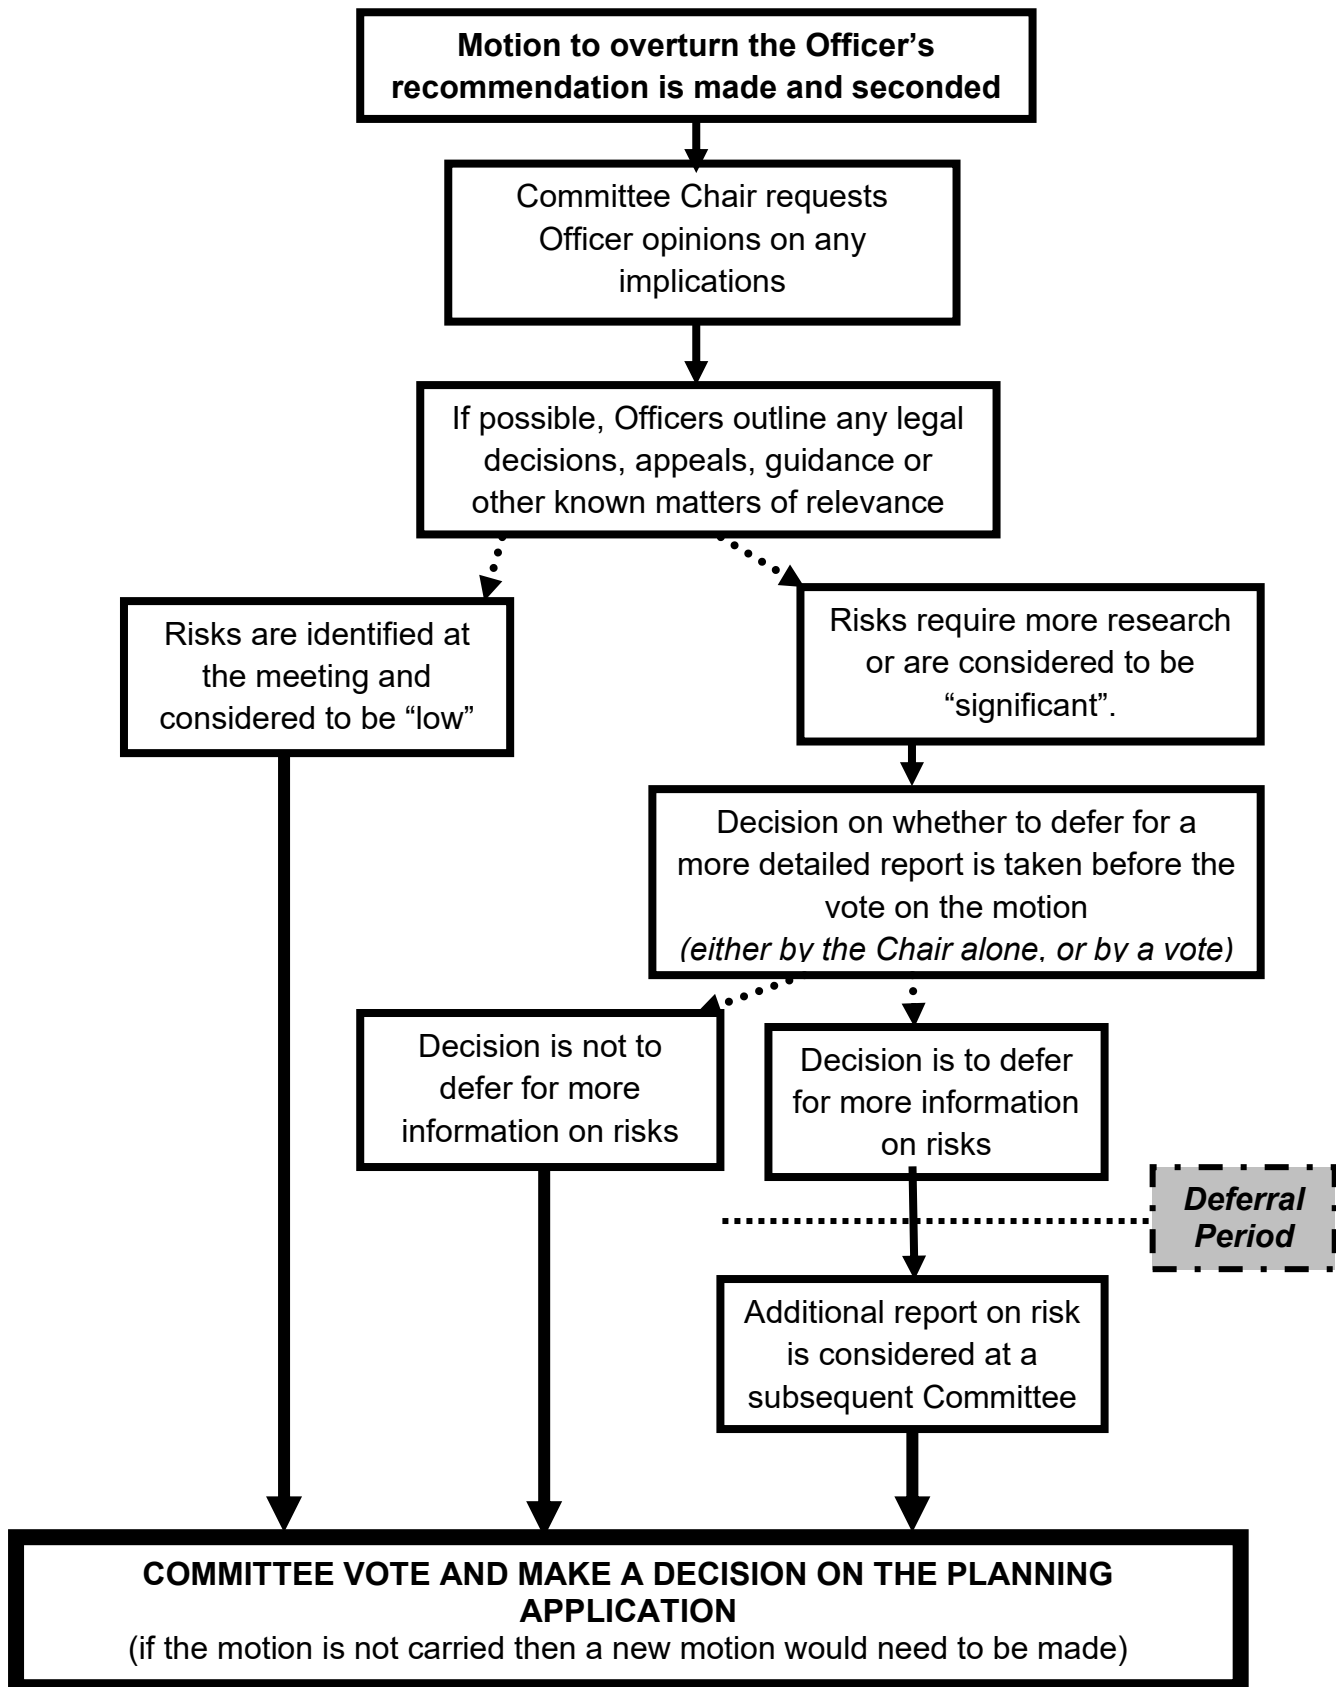 Motion to overturn the Officer’s
recommendation is made and seconded
Committee Chair requests
Officer opinions on any
implications
If possible, Officers outline any legal
decisions, appeals, guidance or
other known matters of relevance
Risks are identified at
the meeting and
considered to be “low”
Risks require more research
or are considered to be
“significant”.
Decision on whether to defer for a
more detailed report is taken before the
vote on the motion
(either by the Chair alone, or by a vote)
Decision is not to
defer for more
information on risks
Decision is to defer
for more information
on risks
Deferral
Period
Additional report on risk
is considered at a
subsequent Committee
COMMITTEE VOTE AND MAKE A DECISION ON THE PLANNING
APPLICATION
(if the motion is not carried then a new motion would need to be made)